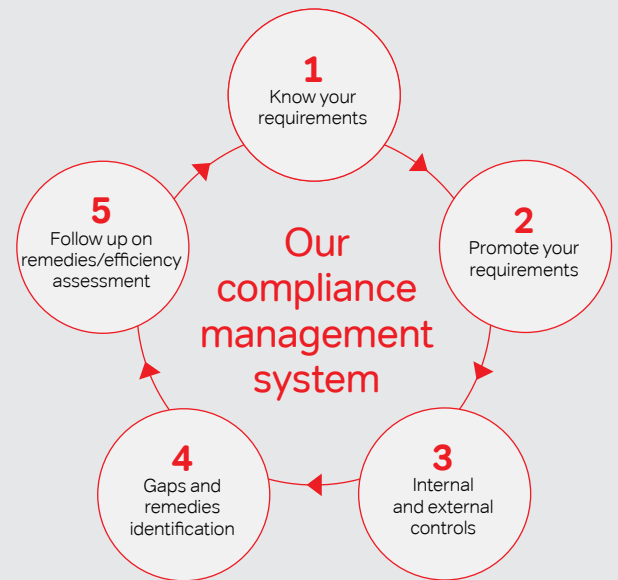 1
Know your
requirements
2
Promote your
requirements
3
Internal
and external
controls
4
Gaps and
remedies
identification
5
Follow up on
remedies/efficiency
assessment
Our
compliance
management
system